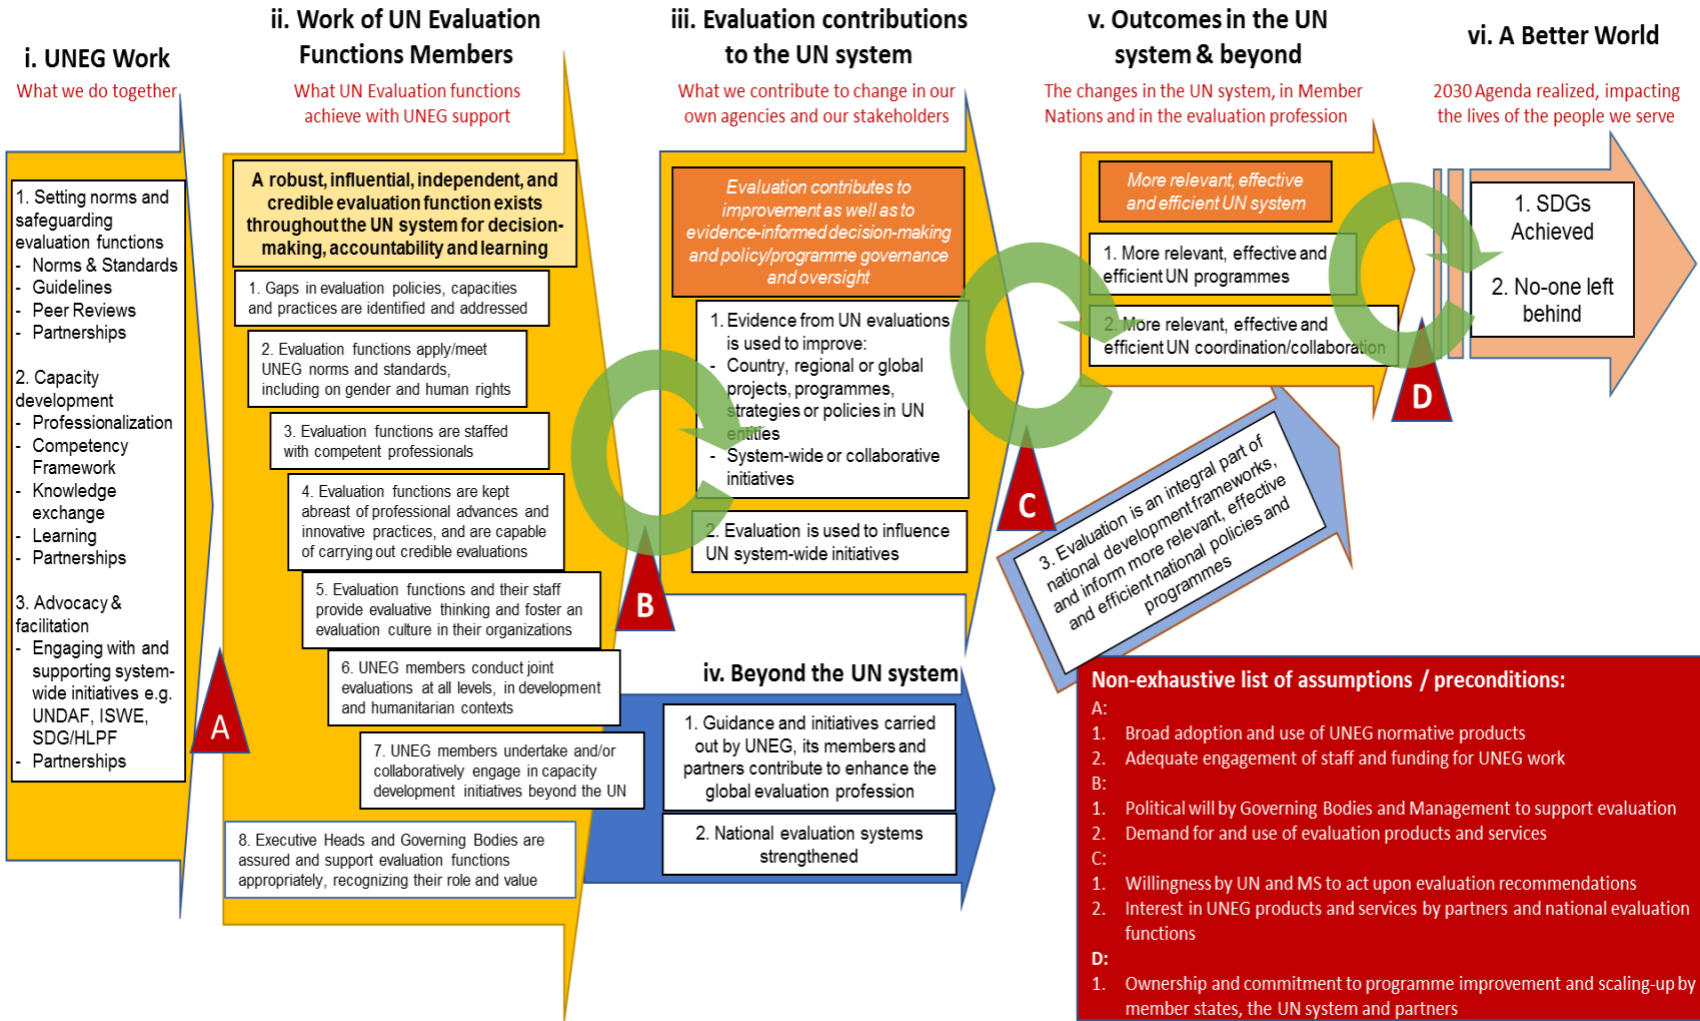 i. UNEG Work
What we do together
1. Setting norms and
safeguarding
evaluation functions
- Norms & Standards
- Guidelines
- Peer Reviews
- Partnerships
2. Capacity
development
- Professionalization
- Competency
Framework
- Knowledge
exchange
- Learning
- Partnerships
3. Advocacy &
facilitation
- Engaging with and
supporting system-
wide initiatives e.g.
UNDAF, ISWE,
SDG/HLPF
- Partnerships
A
ii. Work of UN Evaluation
Functions Members
What UN Evaluation functions
achieve with UNEG support
A robust, influential, independent, and
credible evaluation function exists
throughout the UN system for decision-
making, accountability and learning
1. Gaps in evaluation policies, capacities
and practices are identified and addressed
2. Evaluation functions apply/meet
UNEG norms and standards,
including on gender and human rights
3. Evaluation functions are staffed
with competent professionals
4. Evaluation functions are kept
abreast of professional advances and
innovative practices, and are capable
of carrying out credible evaluations
5. Evaluation functions and their staff
provide evaluative thinking and foster an
evaluation culture in their organizations
6. UNEG members conduct joint
evaluations at all levels, in development
and humanitarian contexts
7. UNEG members undertake and/or
collaboratively engage in capacity
development initiatives beyond the UN
8. Executive Heads and Governing Bodies are
assured and support evaluation functions
appropriately, recognizing their role and value
B
iii. Evaluation contributions
to the UN system
What we contribute to change in our
own agencies and our stakeholders
Evaluation contributes to
improvement as well as to
evidence-informed decision-making
and policy/programme governance
and oversight
1. Evidence from UN evaluations
is used to improve:
- Country, regional or global
projects, programmes,
strategies or policies in UN
entities
- System-wide or collaborative
initiatives
2. Evaluation is used to influence
UN system-wide initiatives
iv. Beyond the UN system
1. Guidance and initiatives carried
out by UNEG, its members and
partners contribute to enhance the
global evaluation profession
2. National evaluation systems
strengthened
C
v. Outcomes in the UN
system & beyond
The changes in the UN system, in Member
Nations and in the evaluation profession
More relevant, effective
and efficient UN system
1. More relevant, effective and
efficient UN programmes
2. More relevant, effective and
efficient UN coordination/collaboration
3. Evaluation is an integral part of
national development frameworks,
and inform more relevant, effective
and efficient national policies and
programmes
D
vi. A Better World
2030 Agenda realized, impacting
the lives of the people we serve
1. SDGs
Achieved
2. No-one left
behind
Non-exhaustive list of assumptions / preconditions:
A:
1. Broad adoption and use of UNEG normative products
2. Adequate engagement of staff and funding for UNEG work
B:
1. Political will by Governing Bodies and Management to support evaluation
2. Demand for and use of evaluation products and services
C:
1. Willingness by UN and MS to act upon evaluation recommendations
2. Interest in UNEG products and services by partners and national evaluation
functions
D:
1. Ownership and commitment to programme improvement and scaling-up by
member states, the UN system and partners